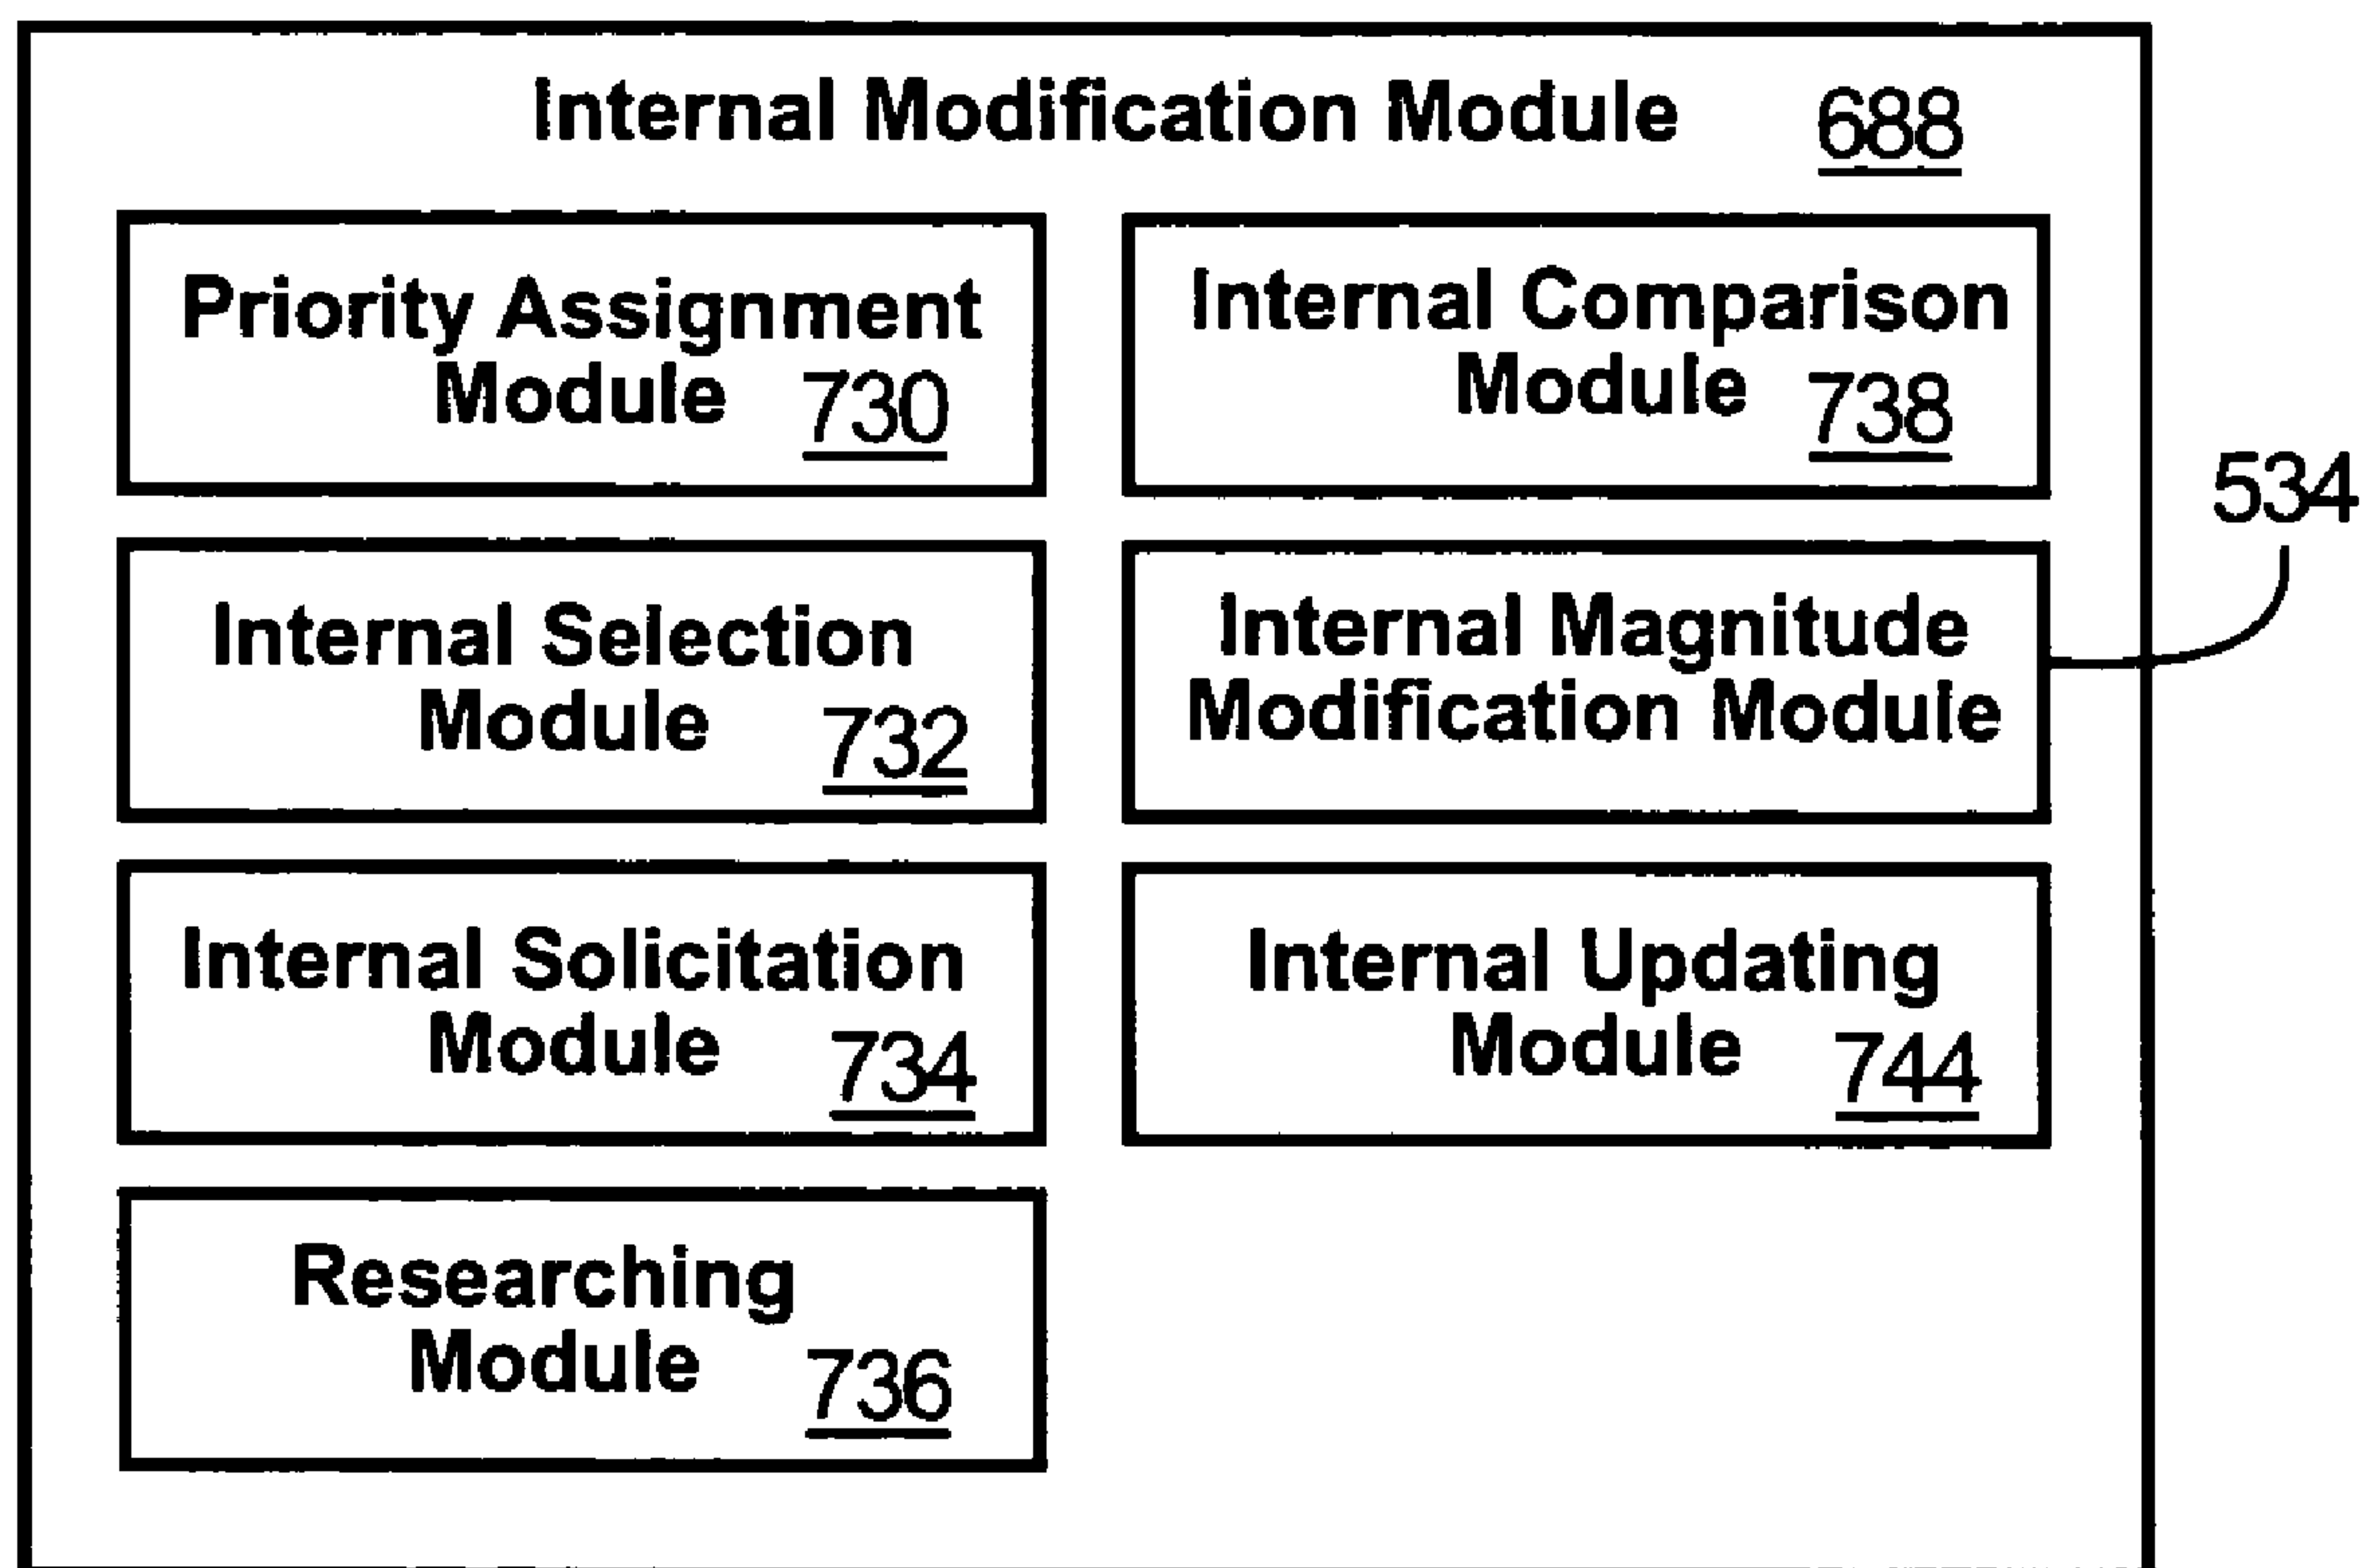 Internal Modification Module 688
Priority Assignment
Module 730
Internal Comparison
Module 738
534
Internal Selection
Module 732
Internal Magnitude
Modification Module
Internal Solicitation
Module 734
Internal Updating
Module 744
Researching
Module 736